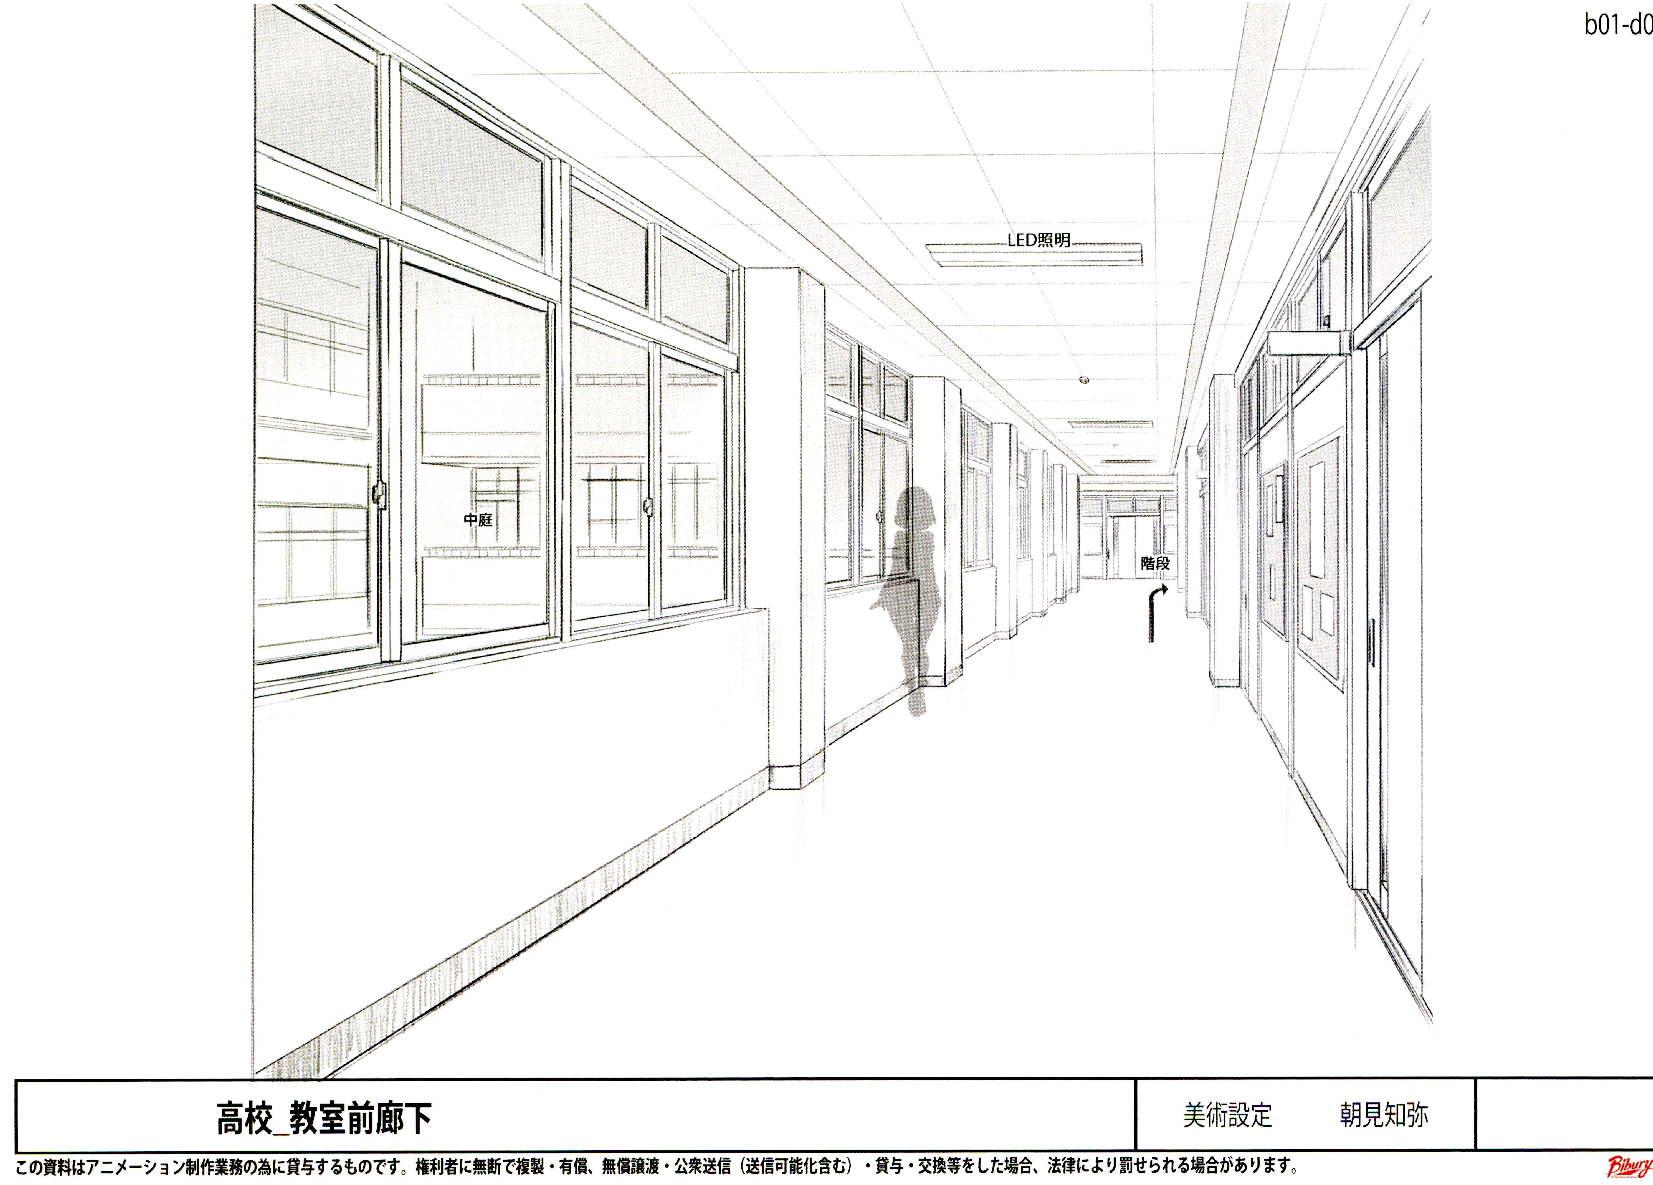 b01-d0
LED照明
中庭
階段
高校_教室前廊下
美術設定 朝見知弥
この資料はアニメーション制作業務の為に貸与するものです。権利者に無断で複製・有償、無償譲渡・公衆送信（送信可能化含む）・貸与・交換等をした場合、法律により罰せられる場合があります。
Bibury